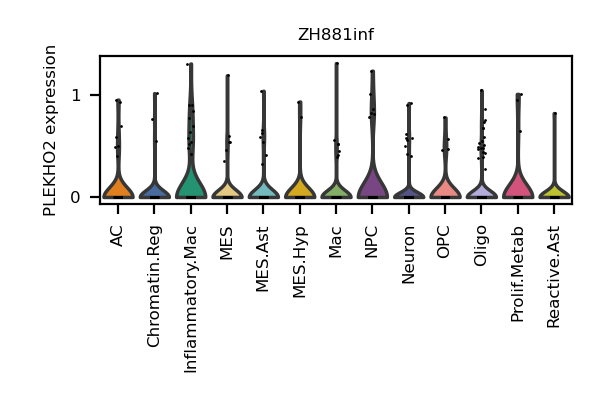 ZH881inf
PLEKHO2 expression
1
0
AC
Chromatin.Reg
Inflammatory.Mac
MES
MES.Ast
MES.Hyp
Mac
NPC
Neuron
OPC
Oligo
Prolif.Metab
Reactive.Ast